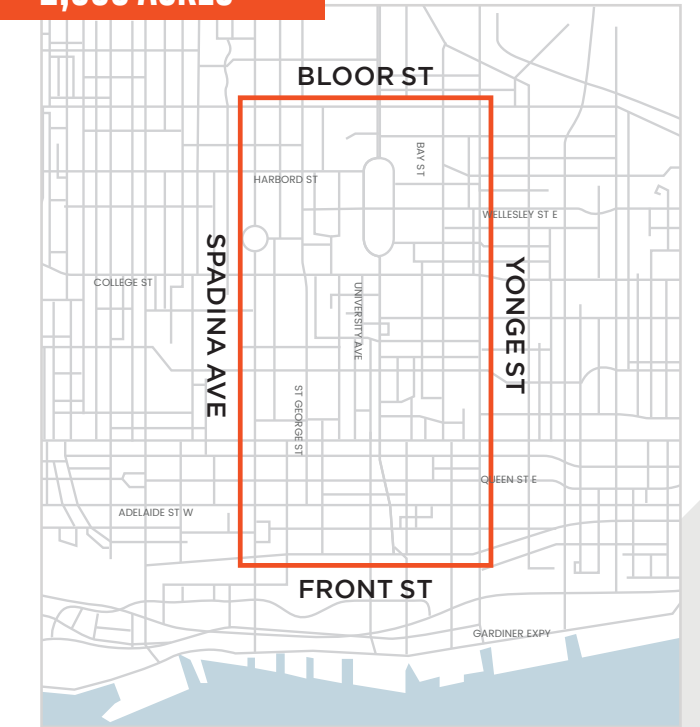 ACRES
BLOOR ST
BAY ST
HARBORD ST
WELLESLEY ST E
SPADINA AVE
YONGE ST
COLLEGE ST
UNIVERSITY AVE
ST GEORGE ST
QUEEN ST E
ADELAIDE ST W
FRONT ST
GARDINER EXPY